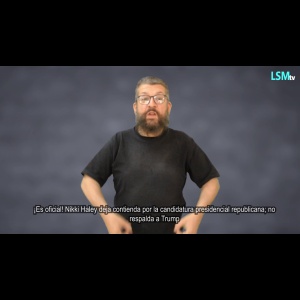 LSMtv
¡Es oficial! Nikki Haley deja contienda por la candidatura presidencial republicana; no
respalda a Trump